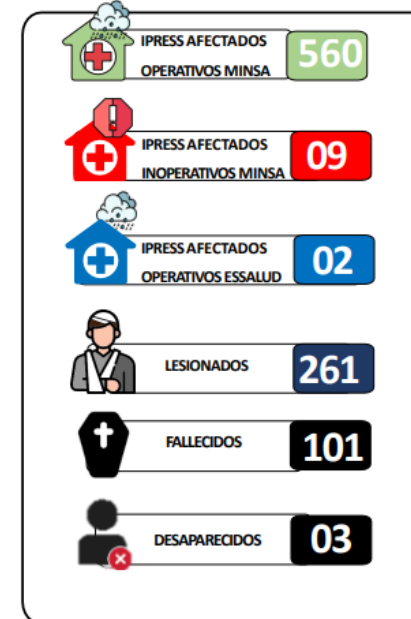 IPRESS AFECTADOS
OPERATIVOS MINSA
560
IPRESS AFECTADOS
INOPERATIVOS MINSA
09
IPRESS AFECTADOS
OPERATIVOS ESSALUD
02
LESIONADOS
261
FALLECIDOS
101
DESAPARECIDOS
03